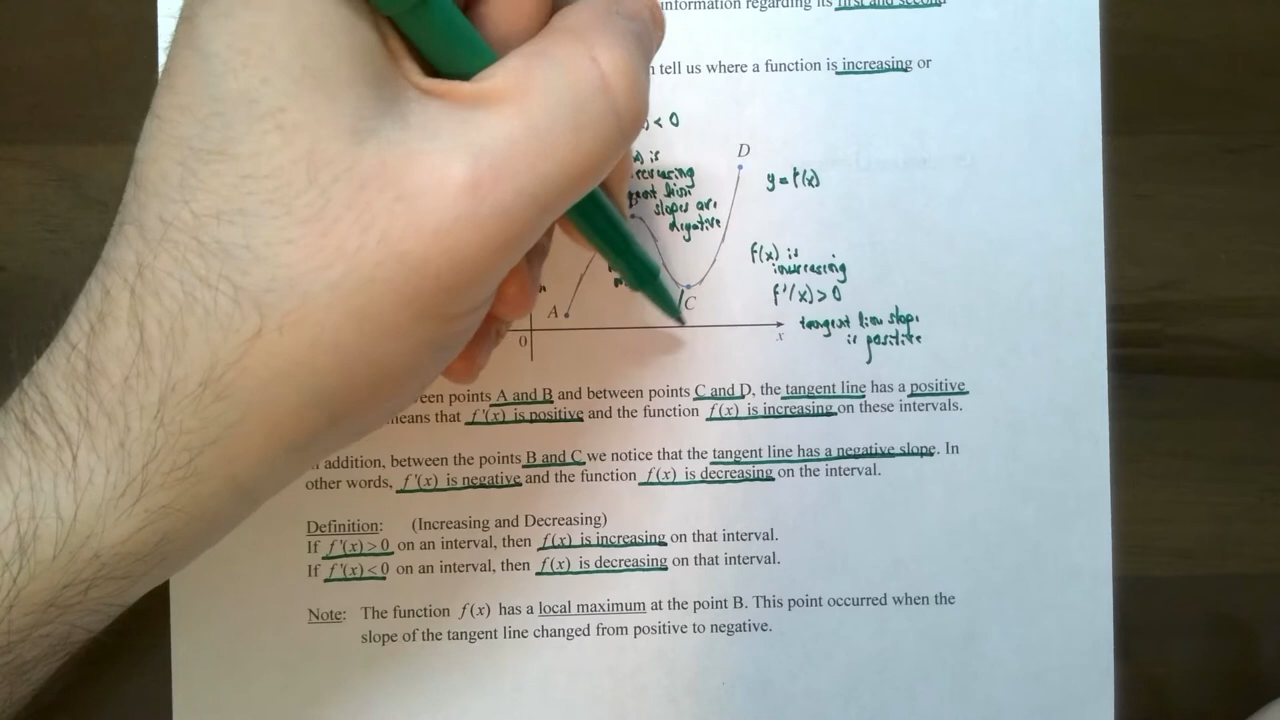 information regarding its first and second
tell us where a function is increasing or
< 0
is
D
y = f(x)
slopes are
negative
f(x) is
increasing
f'(x) > 0
tangent line slope
is positive
A
C
0
x
points A and B and between points C and D, the tangent line has a positive
means that f'(x) is positive and the function f(x) is increasing on these intervals.
addition, between the points B and C we notice that the tangent line has a negative slope. In
other words, f'(x) is negative and the function f(x) is decreasing on the interval.
Definition: (Increasing and Decreasing)
If f'(x) > 0 on an interval, then f(x) is increasing on that interval.
If f'(x) < 0 on an interval, then f(x) is decreasing on that interval.
Note: The function f(x) has a local maximum at the point B. This point occurred when the
slope of the tangent line changed from positive to negative.